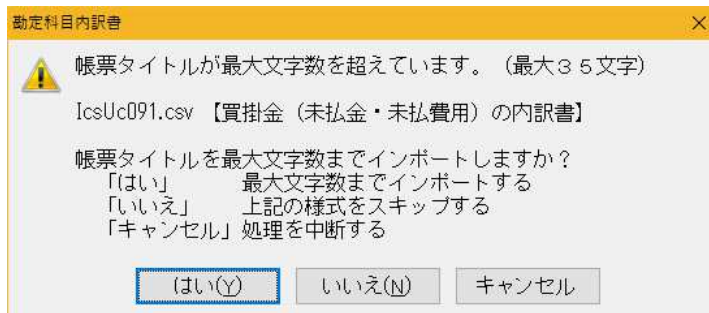 勘定科目内訳書
帳票タイトルが最大文字数を超えています。（最大３５文字）
IcsUc091.csv 【買掛金（未払金・未払費用）の内訳書】
帳票タイトルを最大文字数までインポートしますか？
「はい」　　　最大文字数までインポートする
「いいえ」　　上記の様式をスキップする
「キャンセル」処理を中断する
はい(Y)　いいえ(N)　キャンセル